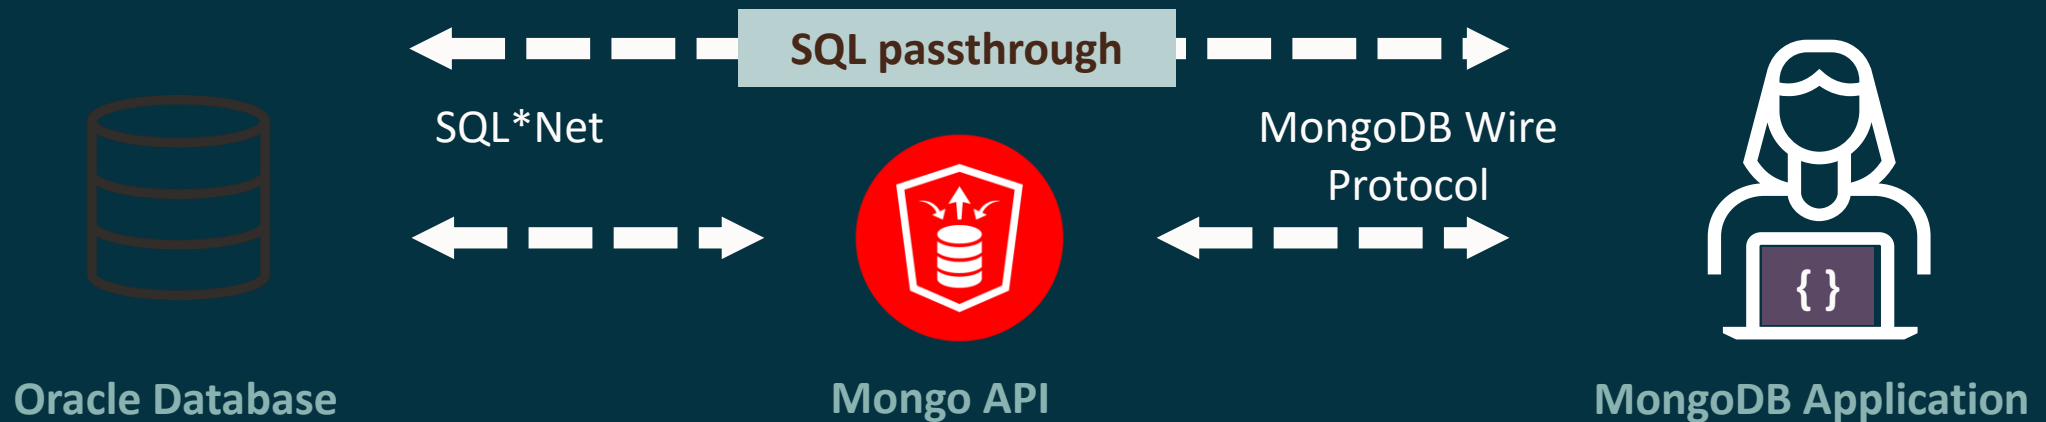 SQL passthrough
SQL*Net
MongoDB Wire
Protocol
{ }
Oracle Database
Mongo API
MongoDB Application